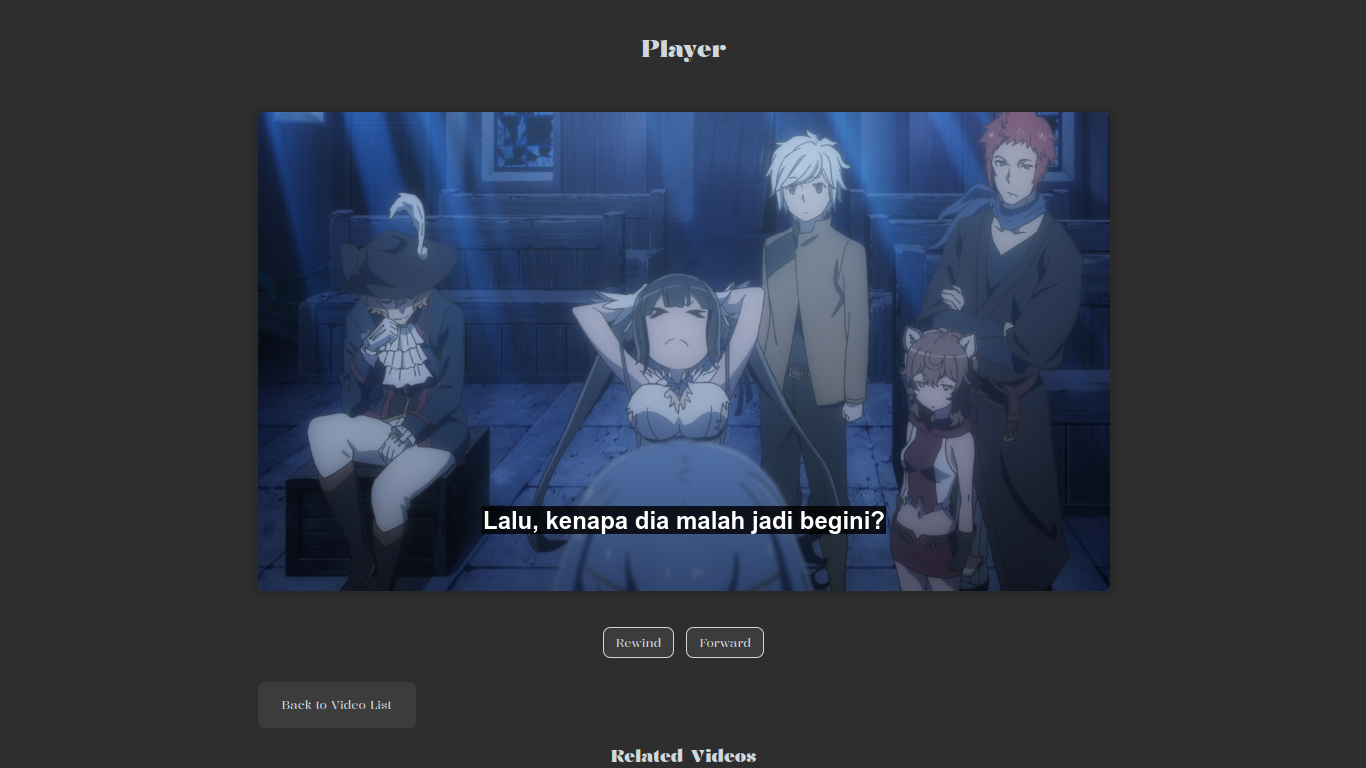 Player
Lalu, kenapa dia malah jadi begini?
Rewind
Forward
Back to Video List
Related Videos